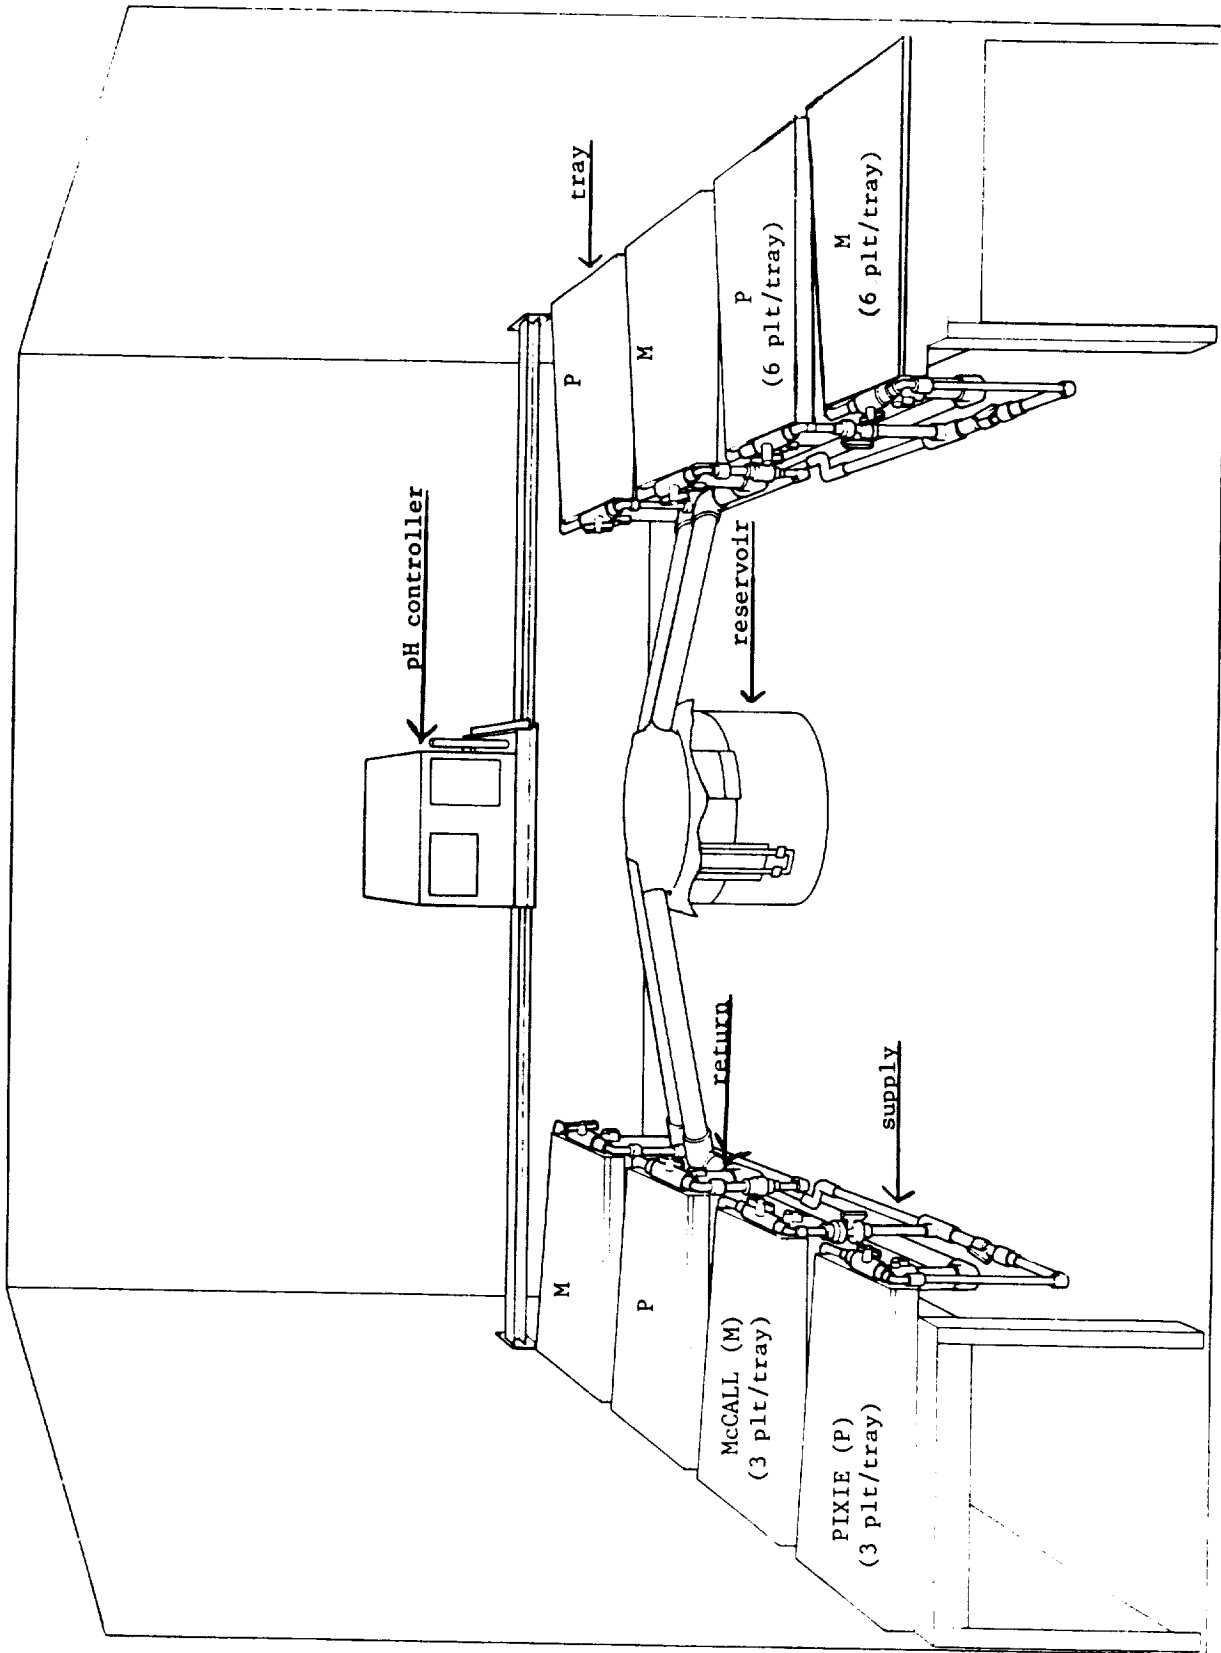 pH controller
tray
P
M
P
(6 plt/tray)
M
(6 plt/tray)
reservoir
return
supply
M
P
McCALL (M)
(3 plt/tray)
PIXIE (P)
(3 plt/tray)